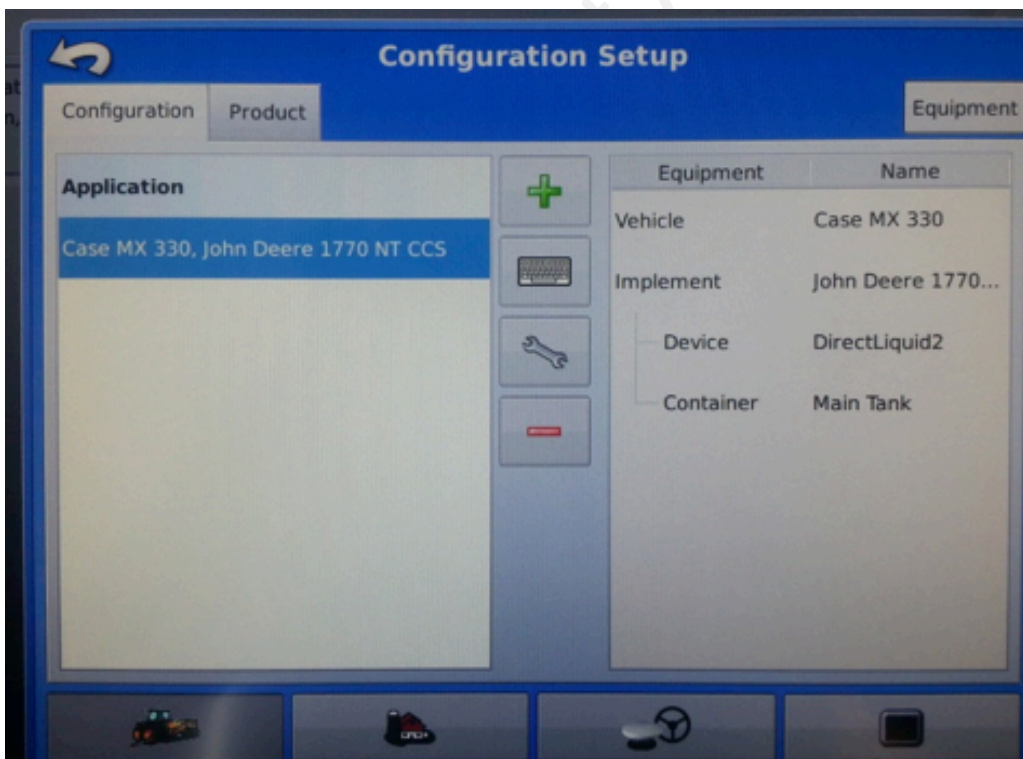 Configuration Setup
Configuration
Product
Equipment
Application
Case MX 330, John Deere 1770 NT CCS
Equipment Name
Vehicle Case MX 330
Implement John Deere 1770...
Device DirectLiquid2
Container Main Tank